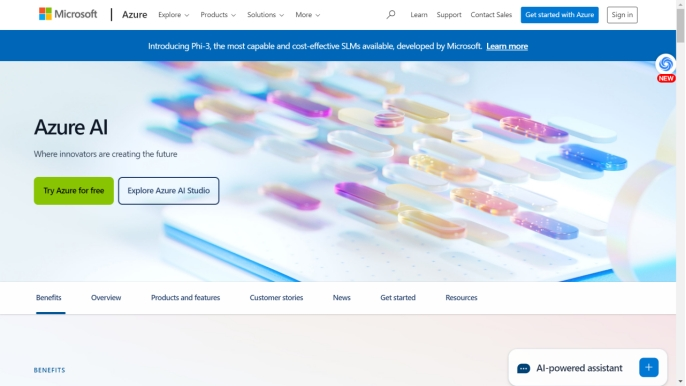 Microsoft | Azure Explore Products Solutions More Learn Support Contact Sales Get started with Azure Sign in
Introducing Phi-3, the most capable and cost-effective SLMs available, developed by Microsoft. Learn more
NEW
Azure AI
Where innovators are creating the future
Try Azure for free Explore Azure AI Studio
Benefits Overview Products and features Customer stories News Get started Resources
BENEFITS
AI-powered assistant